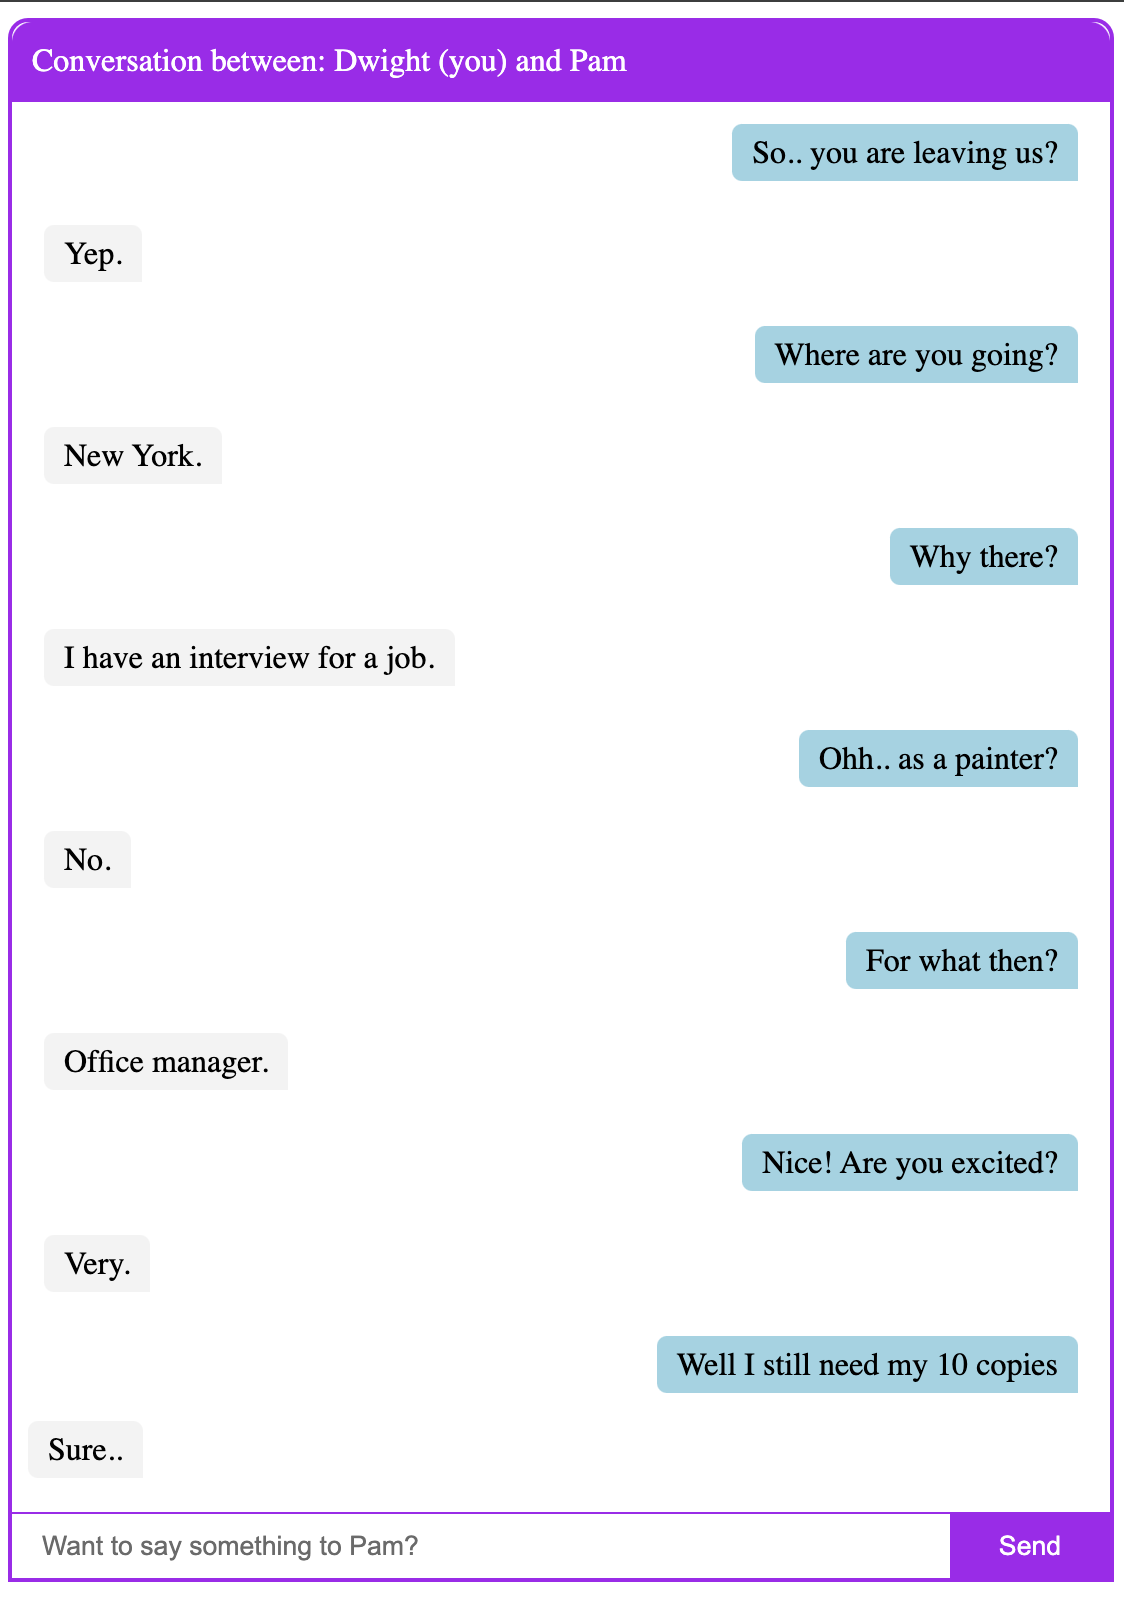 Conversation between: Dwight (you) and Pam
So.. you are leaving us?
Yep.
Where are you going?
New York.
Why there?
I have an interview for a job.
Ohh.. as a painter?
No.
For what then?
Office manager.
Nice! Are you excited?
Very.
Well I still need my 10 copies
Sure..
Want to say something to Pam?
Send